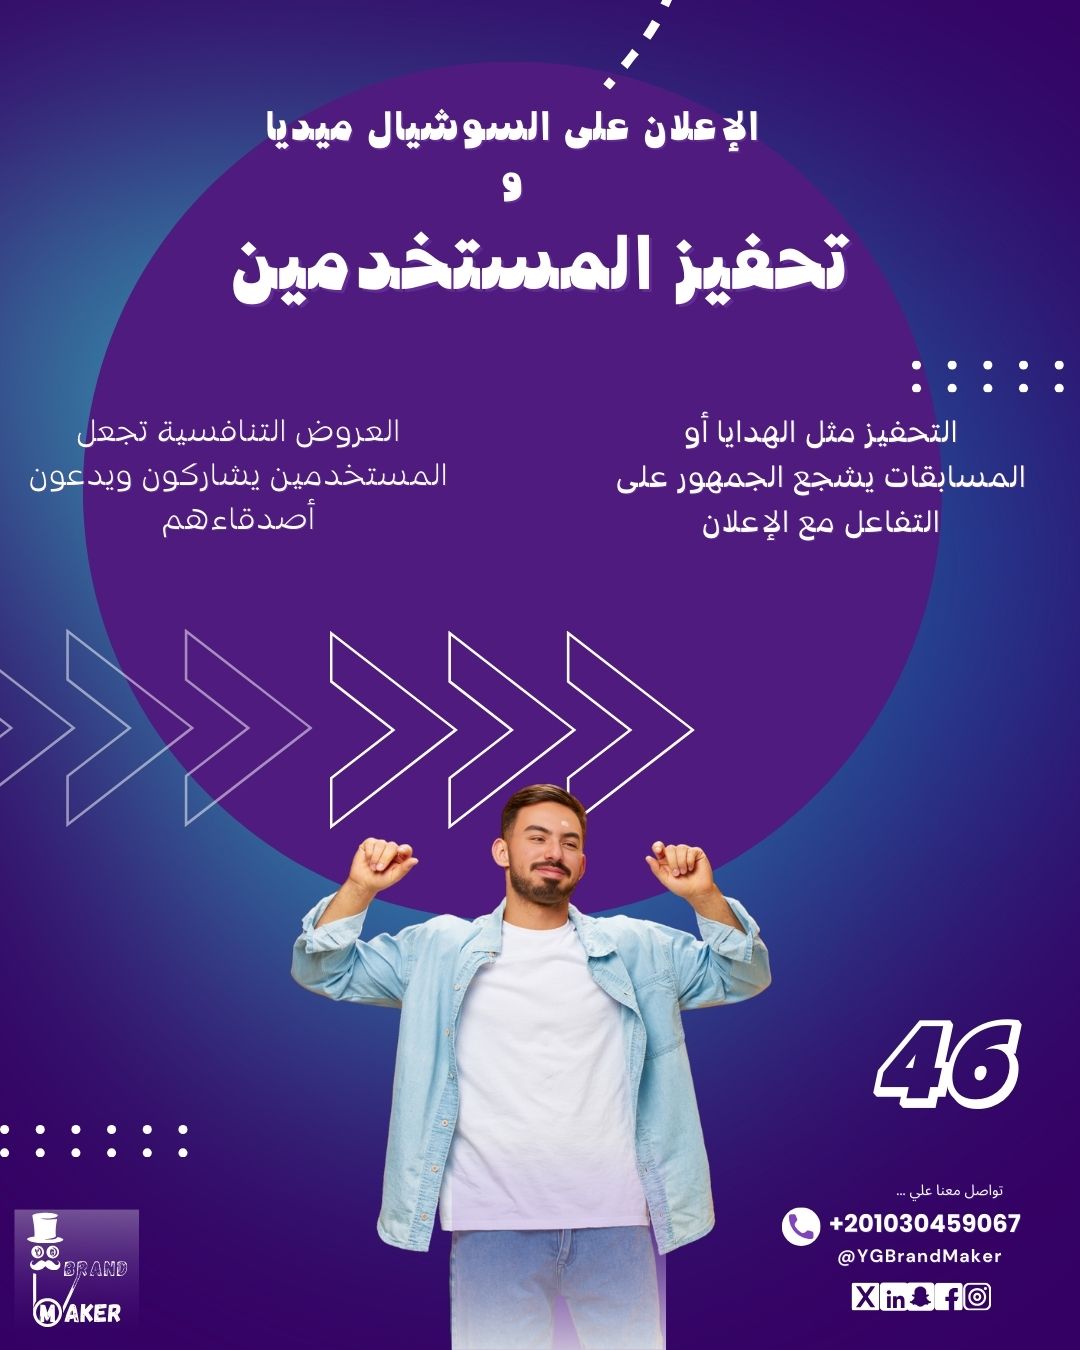 الإعلان على السوشيال ميديا
و
تحفيز المستخدمين
التحفيز مثل الهدايا أو
المسابقات يشجع الجمهور على
التفاعل مع الإعلان
العروض التنافسية تجعل
المستخدمين يشاركون ويدعون
أصدقاءهم
46
تواصل معنا علي ...
+201030459067
@YGBrandMaker
BRAND
MAKER